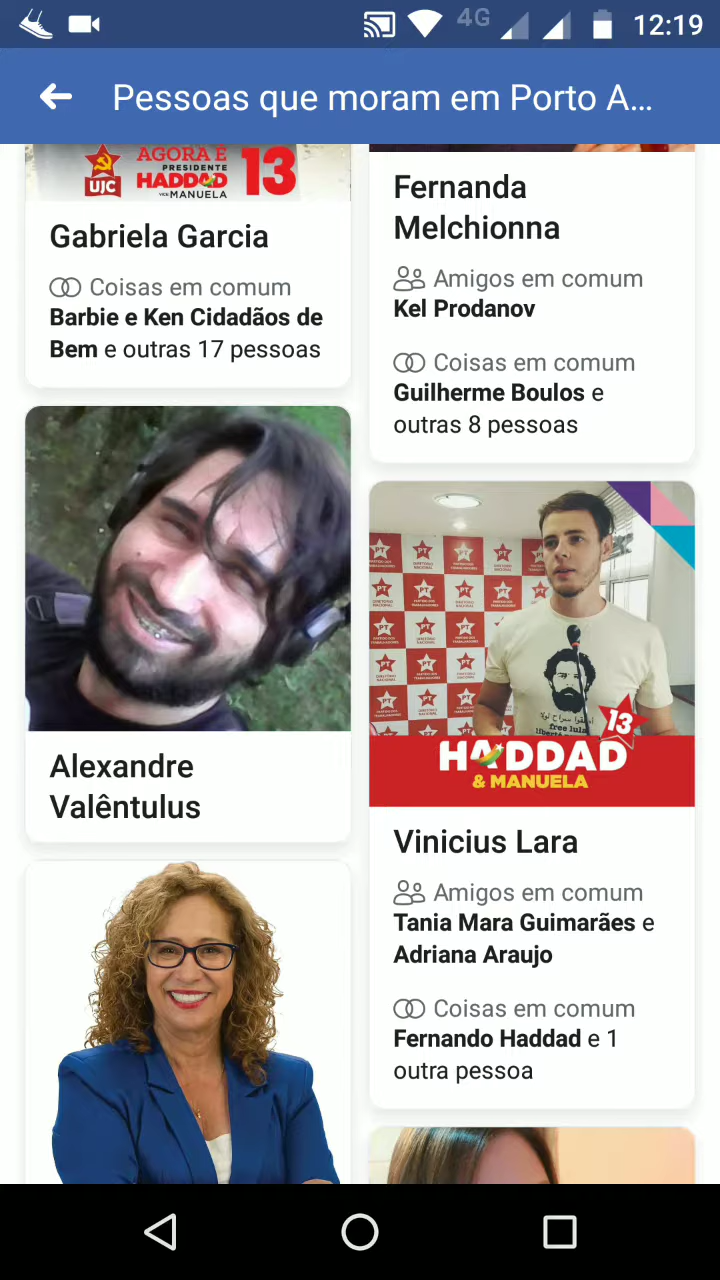 4G
12:19
Pessoas que moram em Porto A...
UJC
AGORA É
PRESIDENTE
HADDAD
VICE MANUELA
13
Gabriela Garcia
Coisas em comum
Barbie e Ken Cidadãos de
Bem e outras 17 pessoas
Fernanda
Melchionna
Amigos em comum
Kel Prodanov
Coisas em comum
Guilherme Boulos e
outras 8 pessoas
Alexandre
Valêntulus
PT
free lula
13
HADDAD
& MANUELA
Vinicius Lara
Amigos em comum
Tania Mara Guimarães e
Adriana Araujo
Coisas em comum
Fernando Haddad e 1
outra pessoa